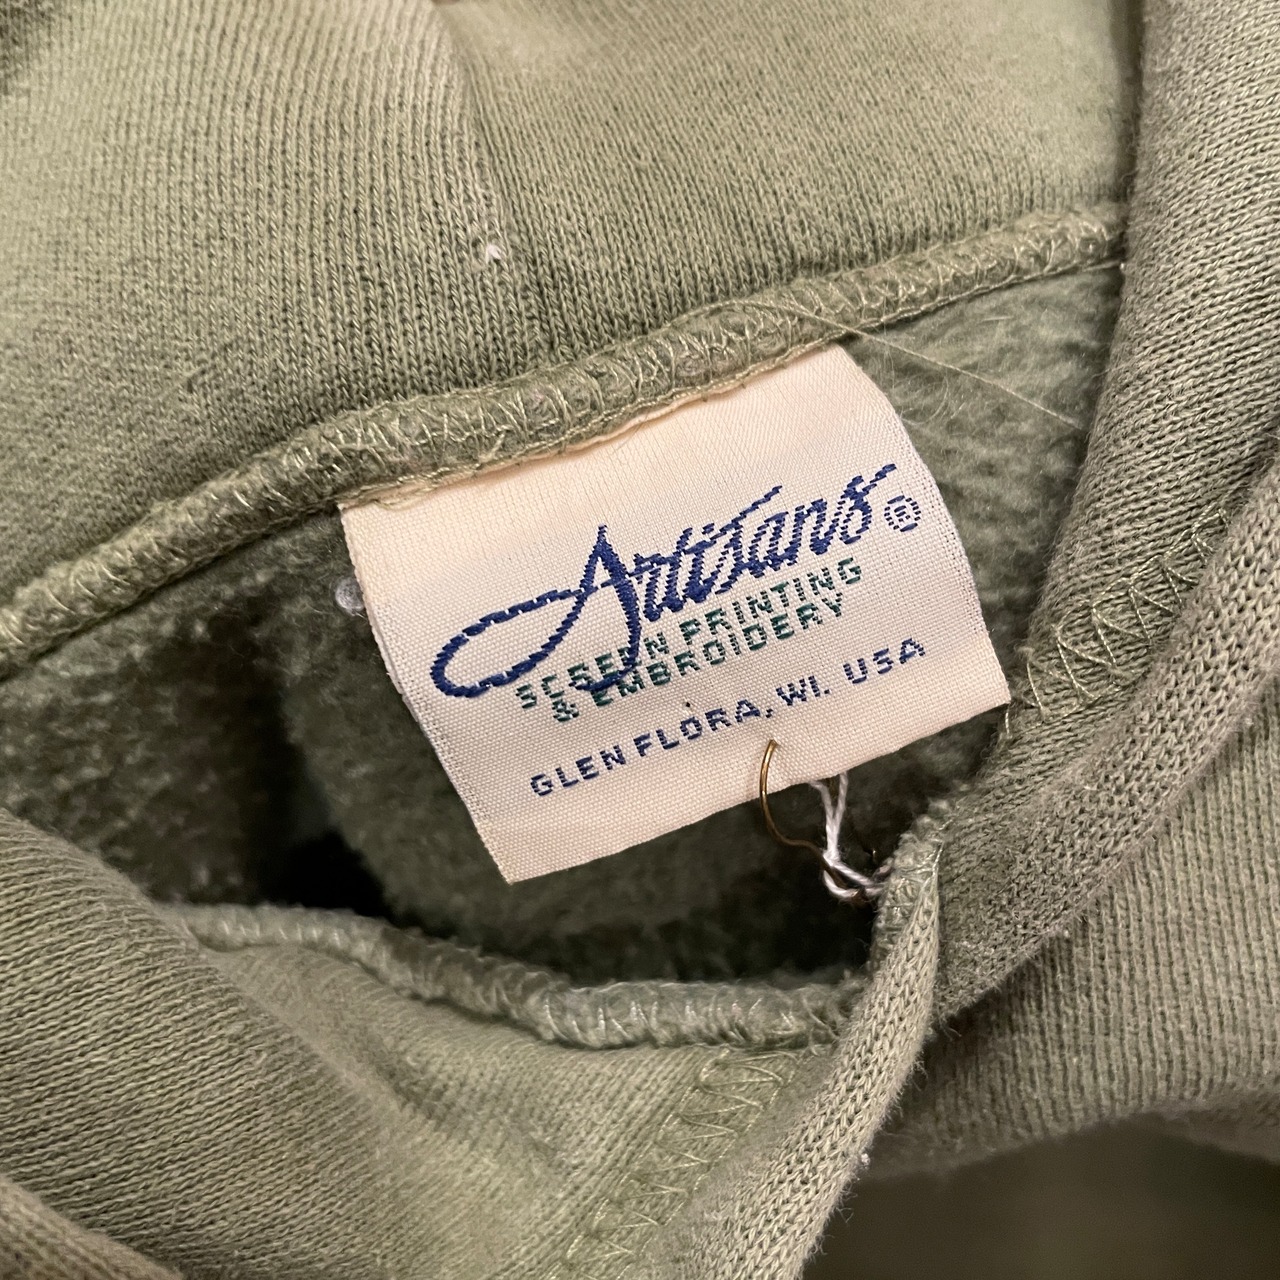 Artisans®
SCREEN PRINTING
& EMBROIDERY
GLEN FLORA, WI. USA